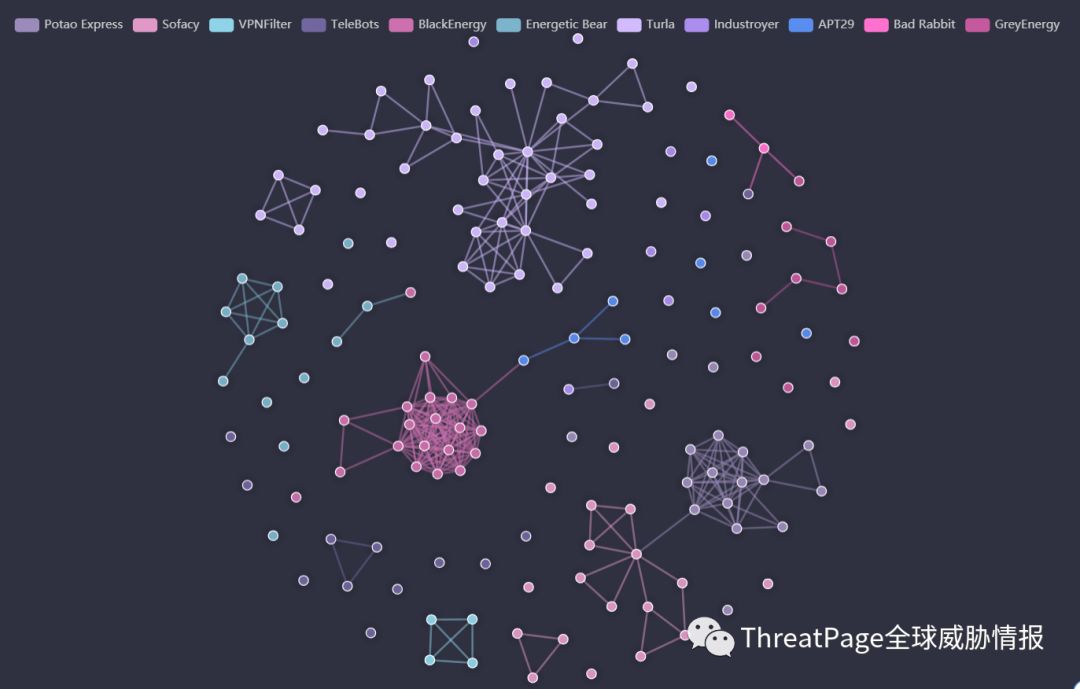 Potao Express Sofacy VPNFilter TeleBots BlackEnergy Energetic Bear Turla Industroyer APT29 Bad Rabbit GreyEnergy
ThreatPage全球威胁情报